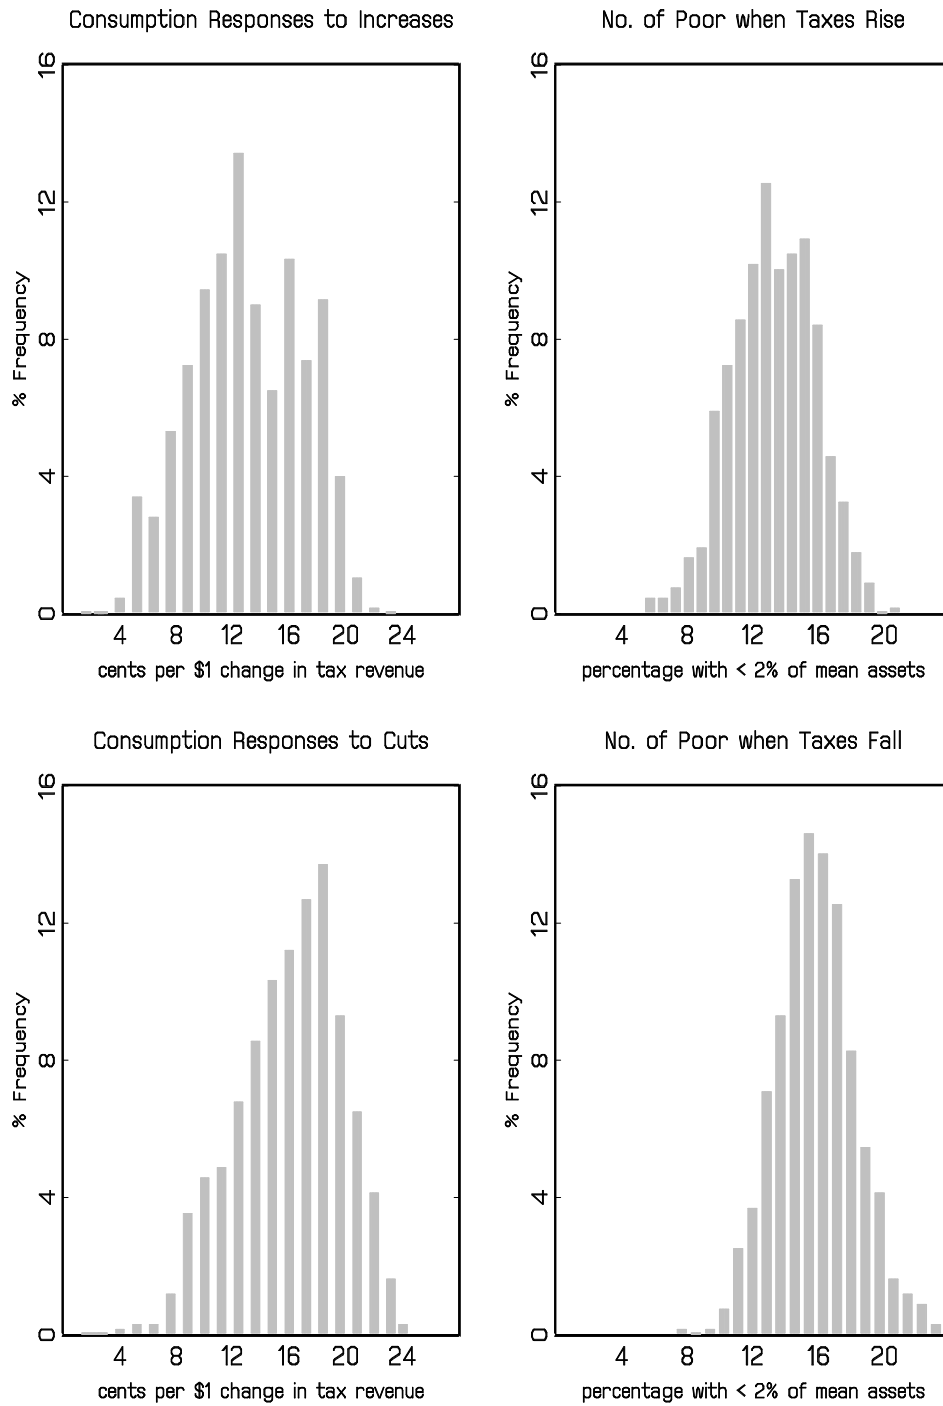 Consumption Responses to Increases
16
12
8
4
0
% Frequency
4 8 12 16 20 24
cents per $1 change in tax revenue
No. of Poor when Taxes Rise
16
12
8
4
0
% Frequency
4 8 12 16 20
percentage with < 2% of mean assets
Consumption Responses to Cuts
16
12
8
4
0
% Frequency
4 8 12 16 20 24
cents per $1 change in tax revenue
No. of Poor when Taxes Fall
16
12
8
4
0
% Frequency
4 8 12 16 20
percentage with < 2% of mean assets